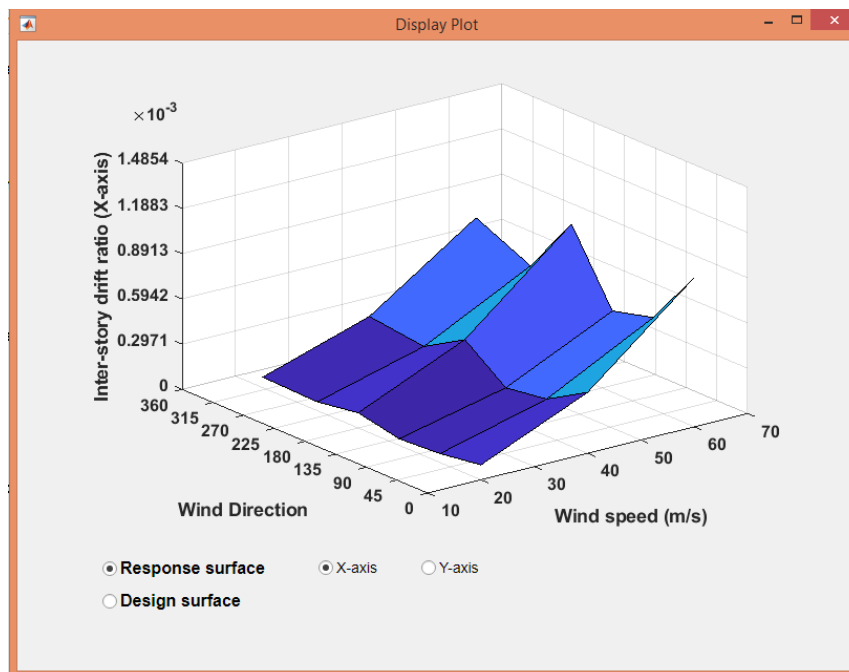 Display Plot
×10-3
1.4854
1.1883
0.8913
0.5942
0.2971
0
Inter-story drift ratio (X-axis)
360
315
270
225
180
135
90
45
0
Wind Direction
10
20
30
40
50
60
70
Wind speed (m/s)
Response surface
X-axis
Y-axis
Design surface